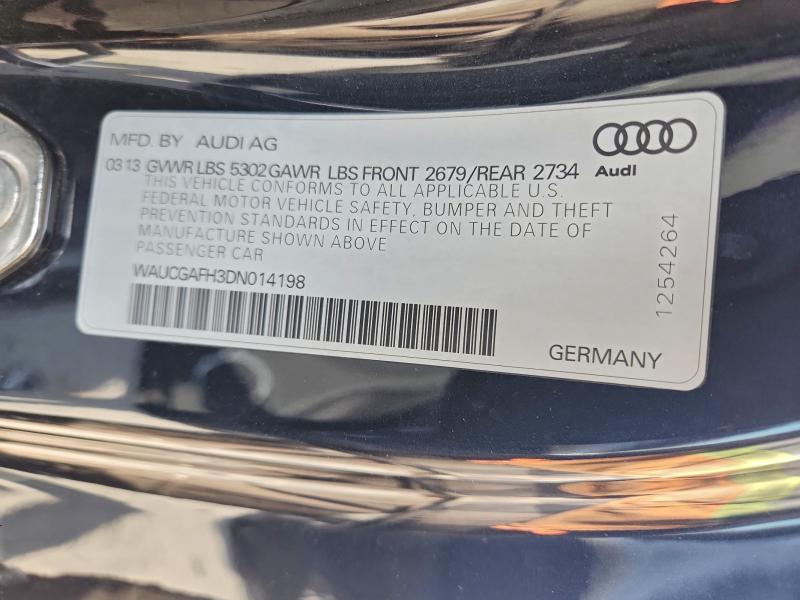 MFD. BY AUDI AG
03 13 GVWR LBS 5302 GAWR LBS FRONT 2679/REAR 2734
Audi
THIS VEHICLE CONFORMS TO ALL APPLICABLE U.S.
FEDERAL MOTOR VEHICLE SAFETY, BUMPER AND THEFT
PREVENTION STANDARDS IN EFFECT ON THE DATE OF
MANUFACTURE SHOWN ABOVE
PASSENGER CAR
WAUCGAFH3DN014198
1254264
GERMANY